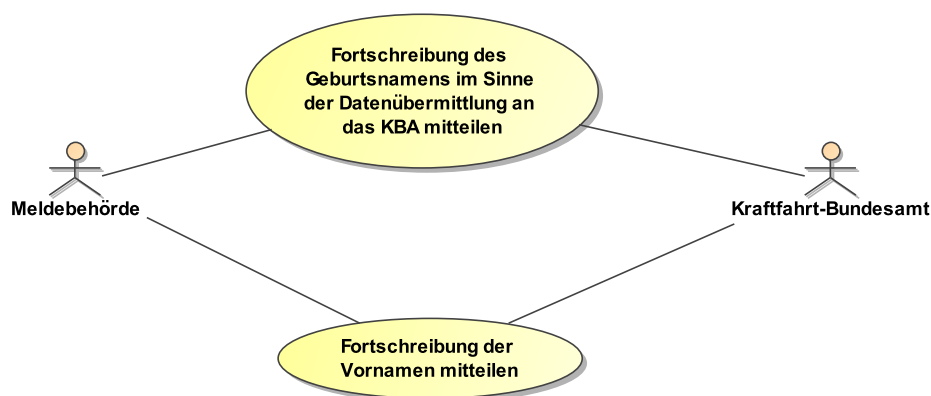 Fortschreibung des
Geburtsnamens im Sinne
der Datenübermittlung an
das KBA mitteilen
Meldebehörde
Kraftfahrt-Bundesamt
Fortschreibung der
Vornamen mitteilen